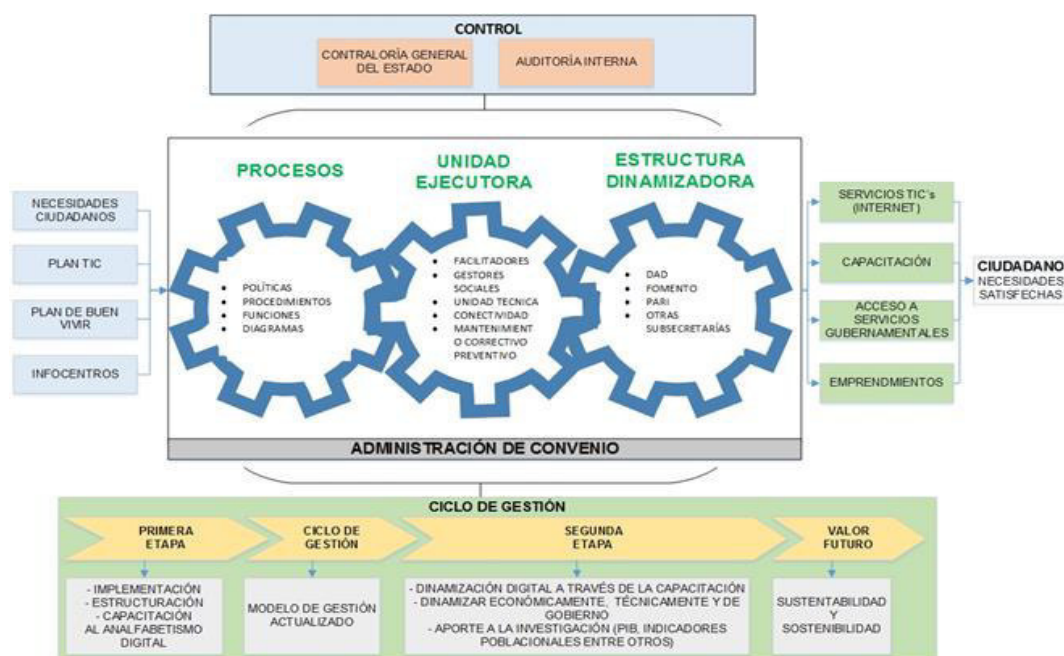 CONTROL
CONTRALORÍA GENERAL
DEL ESTADO
AUDITORÍA INTERNA
PROCESOS
UNIDAD
EJECUTORA
ESTRUCTURA
DINAMIZADORA
NECESIDADES
CIUDADANOS
PLAN TIC
PLAN DE BUEN
VIVIR
INFOCENTROS
• POLÍTICAS
• PROCEDIMIENTOS
• FUNCIONES
• DIAGRAMAS
• FACILITADORES
• GESTORES
SOCIALES
• UNIDAD TECNICA
• CONECTIVIDAD
• MANTENIMIENT
O CORRECTIVO
PREVENTIVO
• DAD
• FOMENTO
• PARI
• OTRAS
SUBSECRETARÍAS
SERVICIOS TIC's
(INTERNET)
CAPACITACIÓN
ACCESO A
SERVICIOS
GUBERNAMENTALES
EMPRENDMIENTOS
CIUDADANO
NECESIDADES
SATISFECHAS
ADMINISTRACIÓN DE CONVENIO
CICLO DE GESTIÓN
PRIMERA
ETAPA
CICLO DE
GESTIÓN
SEGUNDA
ETAPA
VALOR
FUTURO
- IMPLEMENTACIÓN
- ESTRUCTURACIÓN
- CAPACITACIÓN
AL ANALFABETISMO
DIGITAL
MODELO DE GESTIÓN
ACTUALIZADO
- DINAMIZACIÓN DIGITAL A TRAVÉS DE LA CAPACITACIÓN
- DINAMIZAR ECONÓMICAMENTE, TÉCNICAMENTE Y DE
GOBIERNO
- APORTE A LA INVESTIGACIÓN (PIB, INDICADORES
POBLACIONALES ENTRE OTROS)
SUSTENTABILIDAD
Y
SOSTENIBILIDAD